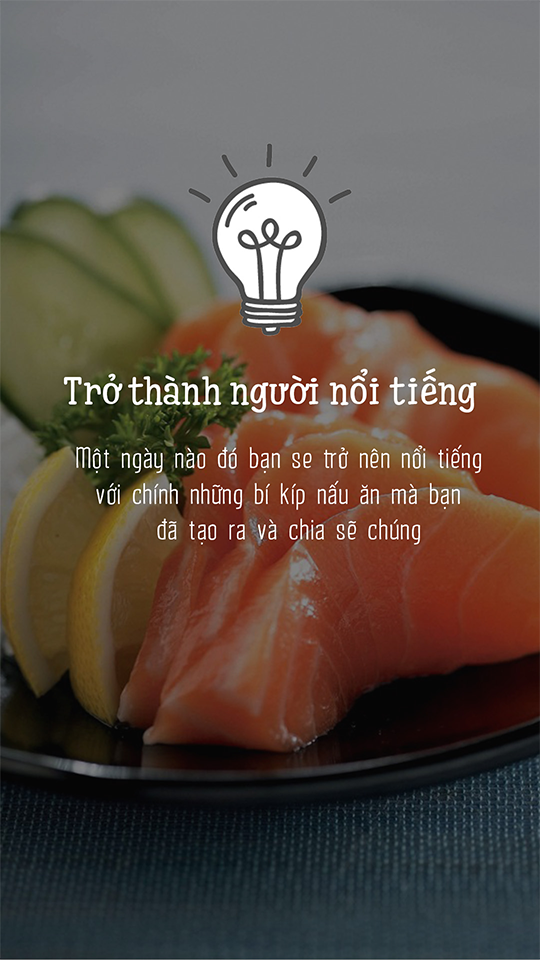 Trở thành người nổi tiếng
Một ngày nào đó bạn se trở nên nổi tiếng
với chính những bí kíp nấu ăn mà bạn
đã tạo ra và chia sẽ chúng